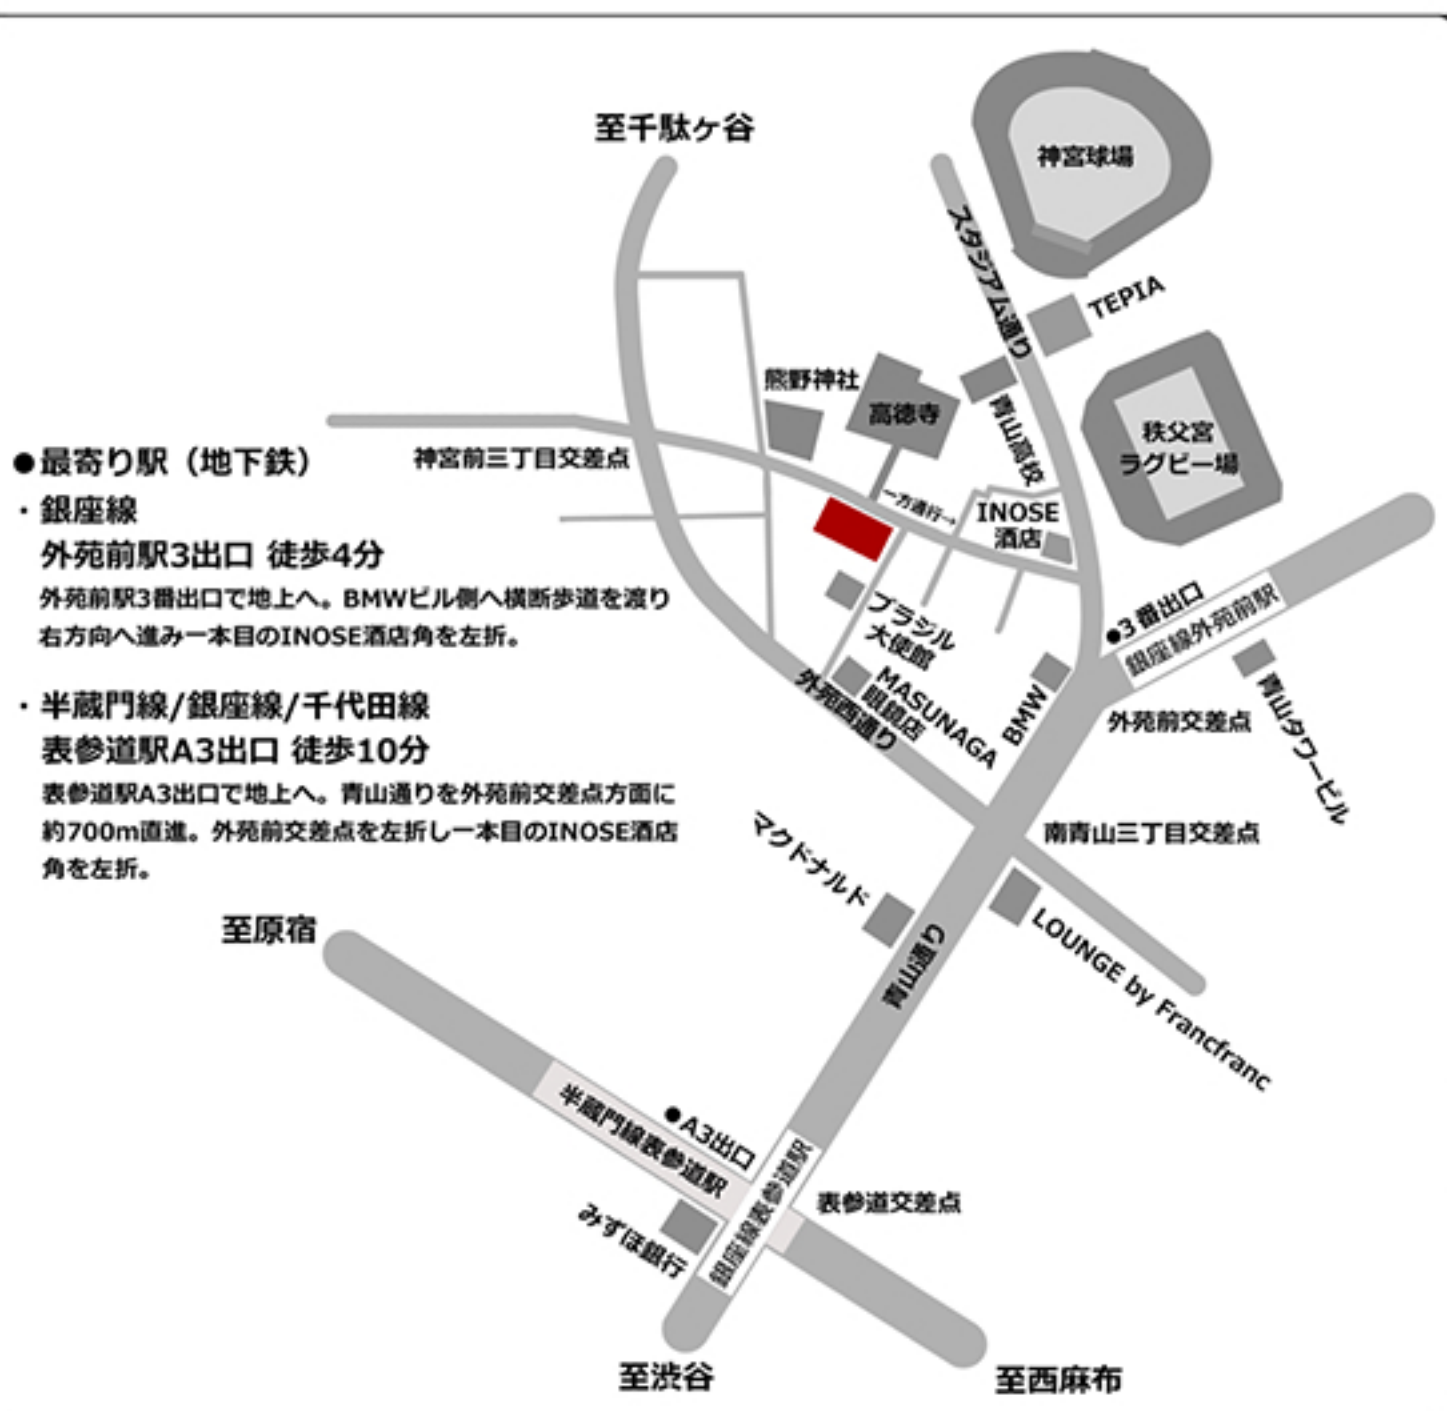 至千駄ヶ谷
神宮球場
スタジアム通り
TEPIA
熊野神社
高徳寺
青山高校
秩父宮
ラグビー場
神宮前三丁目交差点
一方通行→
INOSE
酒店
●最寄り駅（地下鉄）
・銀座線
外苑前駅3出口 徒歩4分
外苑前駅3番出口で地上へ。BMWビル側へ横断歩道を渡り
右方向へ進み一本目のINOSE酒店角を左折。
・半蔵門線/銀座線/千代田線
表参道駅A3出口 徒歩10分
表参道駅A3出口で地上へ。青山通りを外苑前交差点方面に
約700m直進。外苑前交差点を左折し一本目のINOSE酒店
角を左折。
ブラジル
大使館
●3番出口
銀座線外苑前駅
MASUNAGA
眼鏡店
外苑西通り
BMW
外苑前交差点
青山タワービル
マクドナルド
南青山三丁目交差点
LOUNGE by Francfranc
青山通り
至原宿
半蔵門線表参道駅
●A3出口
銀座線表参道駅
表参道交差点
みずほ銀行
至渋谷
至西麻布